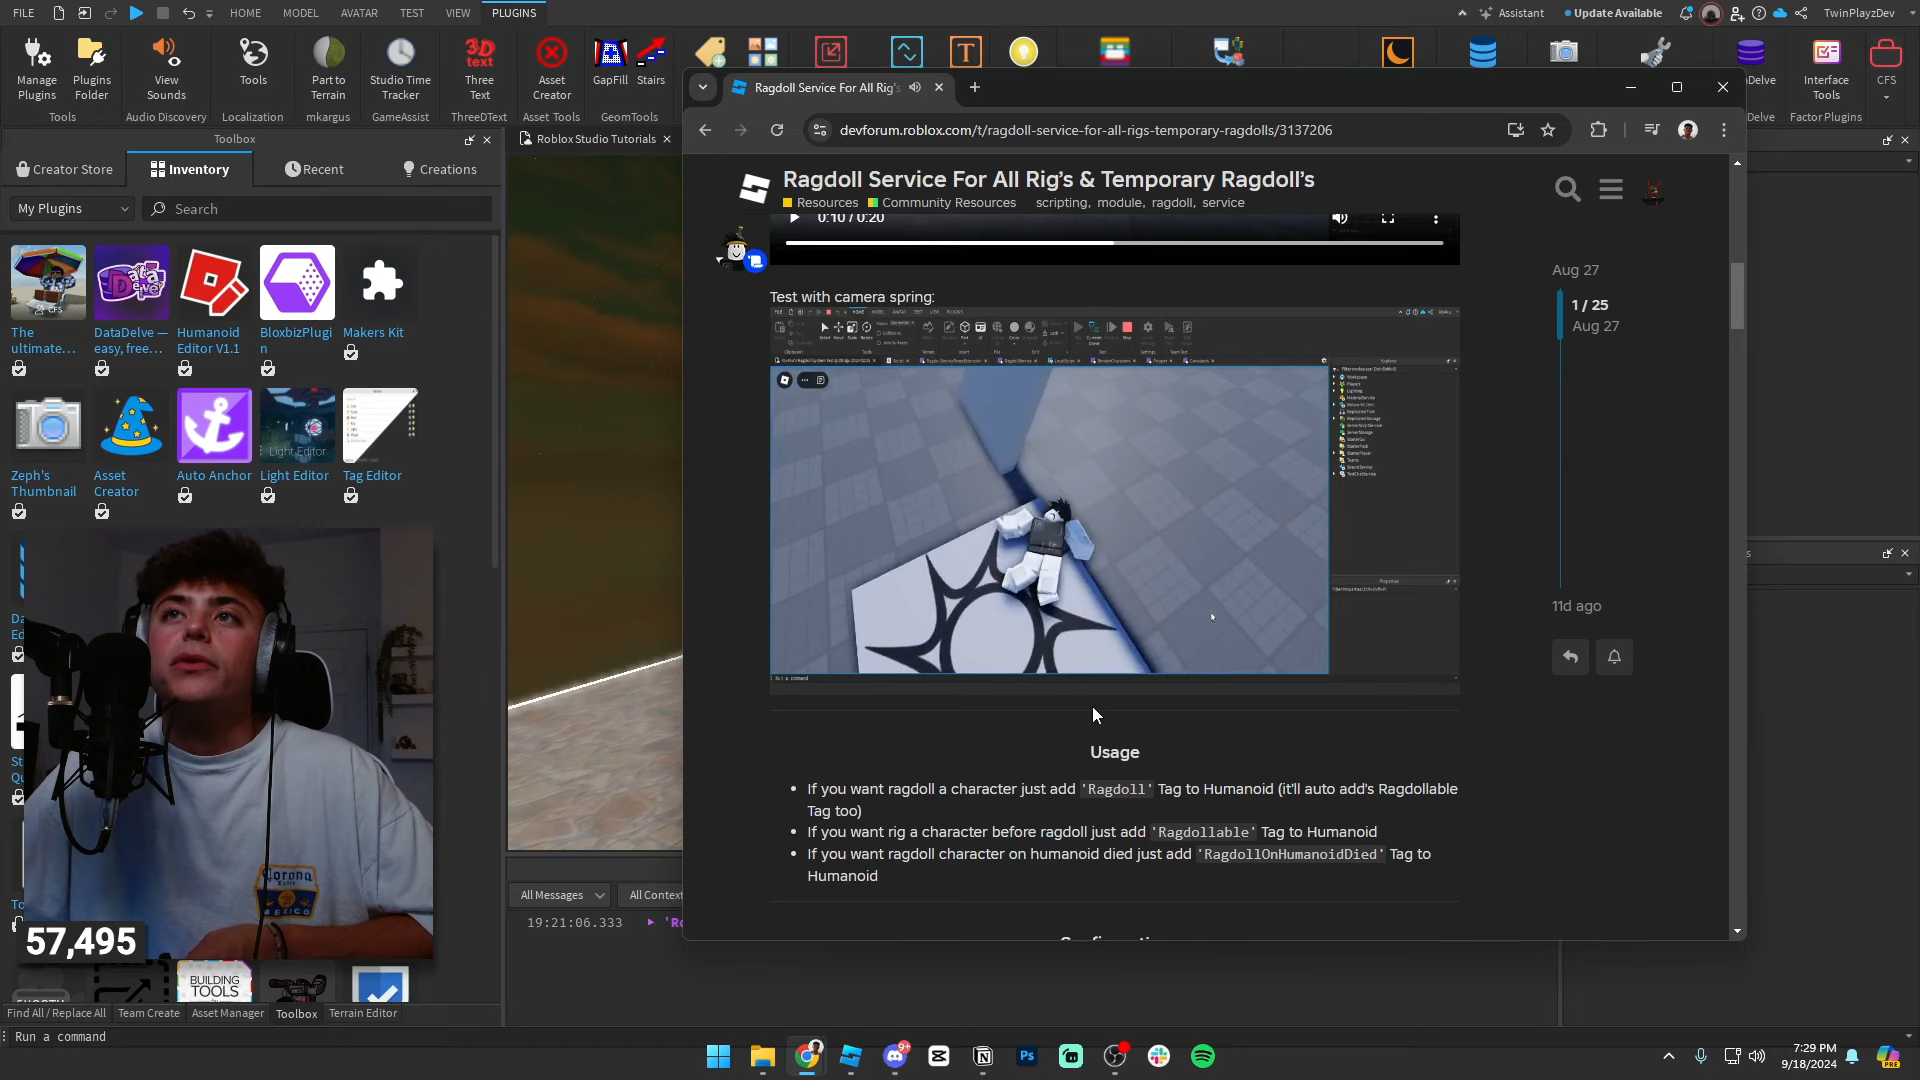 FILE
HOME
MODEL
AVATAR
TEST
VIEW
PLUGINS
Assistant
Update Available
TwinPlayzDev
Manage Plugins
Plugins Folder
View Sounds
Tools
Part to Terrain
Studio Time Tracker
Three Text
Asset Creator
GapFill
Stairs
Interface Tools
CFS
3D text
Tools
Audio Discovery
Localization
mkargus
GameAssist
ThreeDText
Asset Tools
GeomTools
Factor Plugins
Toolbox
Creator Store
Inventory
Recent
Creations
My Plugins
Search
The ultimate...
DataDelve — easy, free...
Humanoid Editor V1.1
BloxbizPlugin
Makers Kit
Zeph's Thumbnail
Asset Creator
Auto Anchor
Light Editor
Tag Editor
Roblox Studio Tutorials
Ragdoll Service For All Rig's
devforum.roblox.com/t/ragdoll-service-for-all-rigs-temporary-ragdolls/3137206
Ragdoll Service For All Rig's & Temporary Ragdoll's
Resources Community Resources scripting, module, ragdoll, service
0:10 / 0:20
Test with camera spring:
Usage
If you want ragdoll a character just add 'Ragdoll' Tag to Humanoid (it'll auto add's Ragdollable
Tag too)
If you want rig a character before ragdoll just add 'Ragdollable' Tag to Humanoid
If you want ragdoll character on humanoid died just add 'RagdollOnHumanoidDied' Tag to
Humanoid
Aug 27
1 / 25
Aug 27
11d ago
57,495
Corona
MEXICO
BUILDING TOOLS
All Messages
19:21:06.333
Find All / Replace All
Team Create
Asset Manager
Toolbox
Terrain Editor
Run a command
7:29 PM
9/18/2024